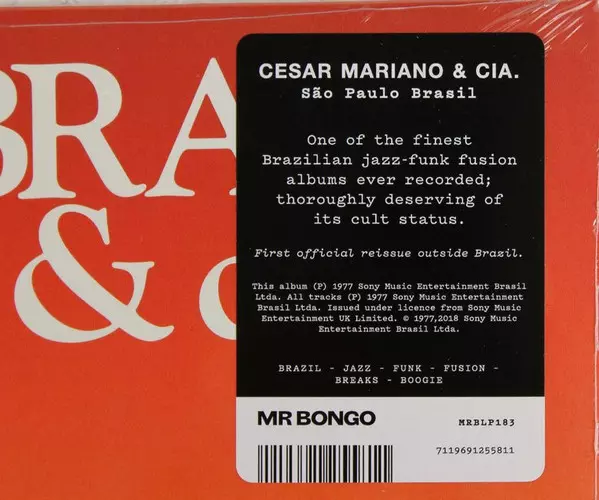 BRA
& c
CESAR MARIANO & CIA.
São Paulo Brasil
One of the finest
Brazilian jazz-funk fusion
albums ever recorded;
thoroughly deserving of
its cult status.
First official reissue outside Brazil.
This album (P) 1977 Sony Music Entertainment Brasil
Ltda. All tracks (P) 1977 Sony Music Entertainment
Brasil Ltda. Issued under licence from Sony Music
Entertainment UK Limited. © 1977,2018 Sony Music
Entertainment Brasil Ltda.
BRAZIL - JAZZ - FUNK - FUSION -
BREAKS - BOOGIE
MR BONGO
MRBLP183
7119691255811